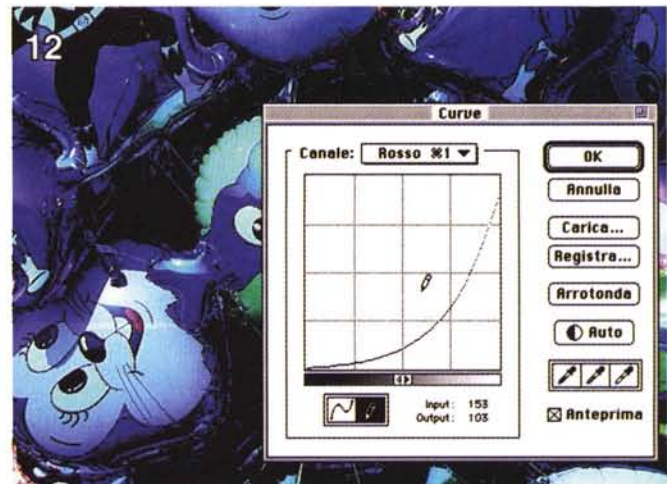 12
Curve
Canale: Rosso ⌘1 ▼
OK
Annulla
Carica...
Registra...
Arrotonda
Auto
Input: 153
Output: 103
Anteprima